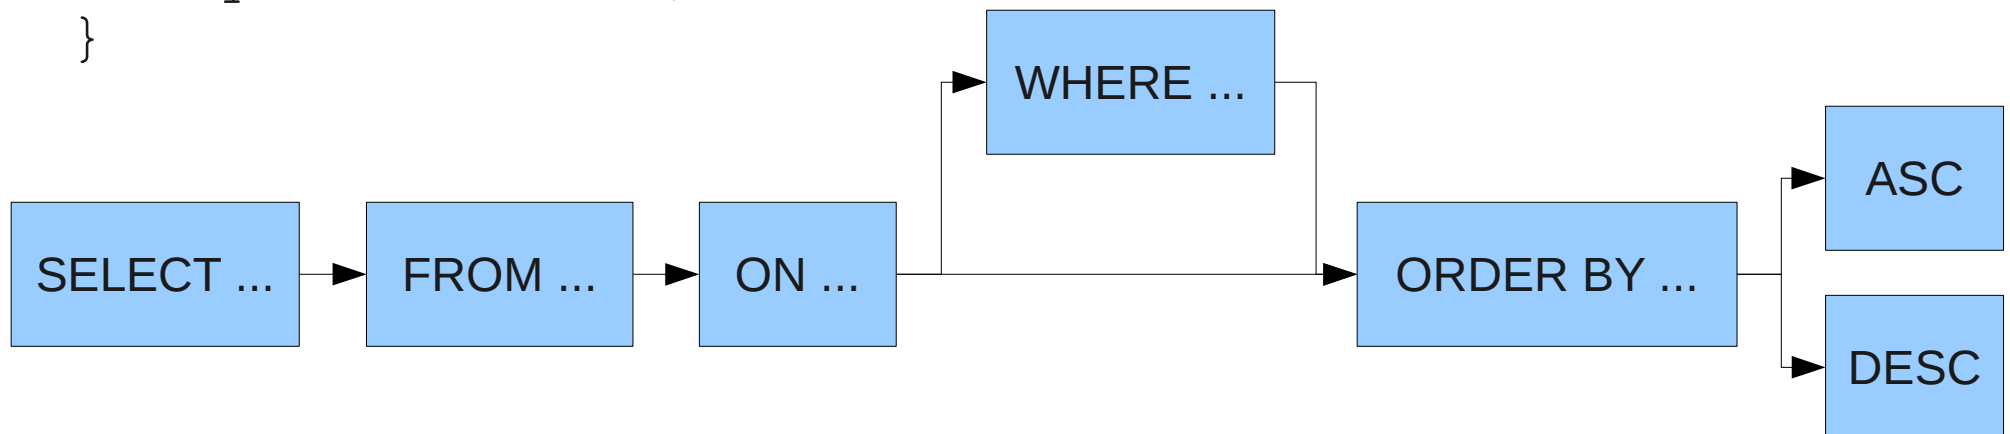 }
WHERE ...
ASC
SELECT ...
FROM ...
ON ...
ORDER BY ...
DESC